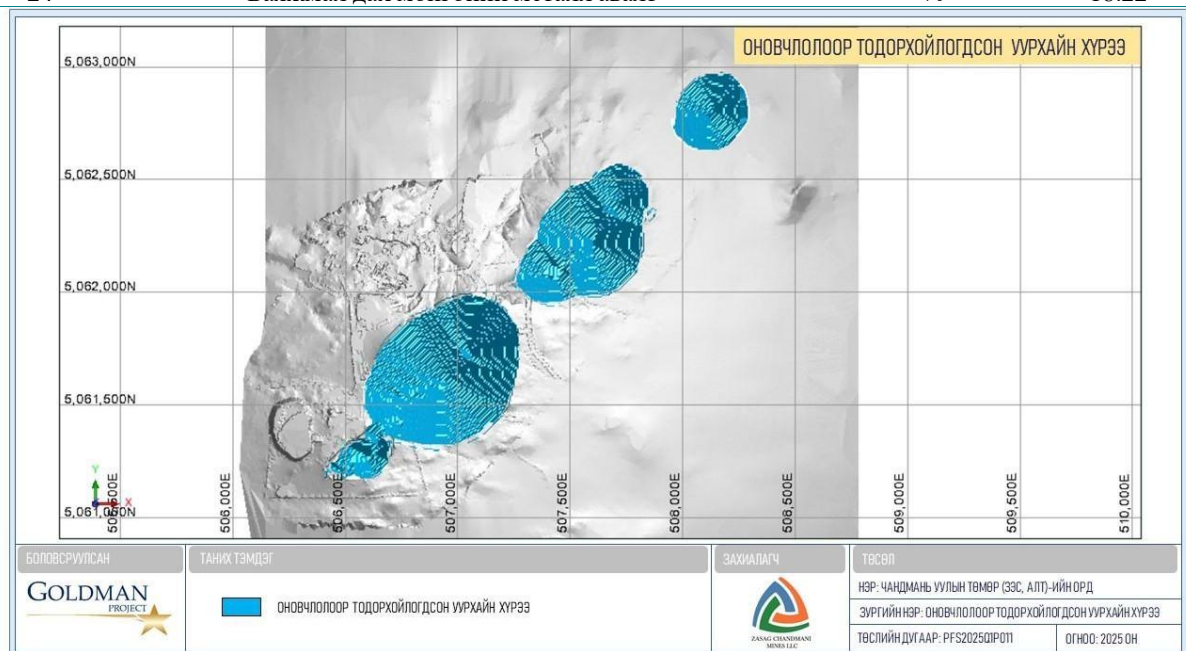 ОНОВЧЛОЛООР ТОДОРХОЙЛОГДСОН УУРХАЙН ХҮРЭЭ
5,063,000N
5,062,500N
5,062,000N
5,061,500N
5,061,000N
Y
X
505,500E
506,000E
506,500E
507,000E
507,500E
508,000E
508,500E
509,000E
509,500E
510,000E
БОЛОВСРУУЛСАН
ТАНИХ ТЭМДЭГ
ЗАХИАЛАГЧ
ТӨСӨЛ
GOLDMAN
PROJECT
ОНОВЧЛОЛООР ТОДОРХОЙЛОГДСОН УУРХАЙН ХҮРЭЭ
ZASAG CHANDMANI
MINES LLC
НЭР: ЧАНДМАНЬ УУЛЫН ТӨМӨР (ЗЭС, АЛТ)-ИЙН ОРД
ЗУРГИЙН НЭР: ОНОВЧЛОЛООР ТОДОРХОЙЛОГДСОН УУРХАЙН ХҮРЭЭ
ТӨСЛИЙН ДУГААР: PFS2025Q1P011
ОГНОО: 2025 ОН